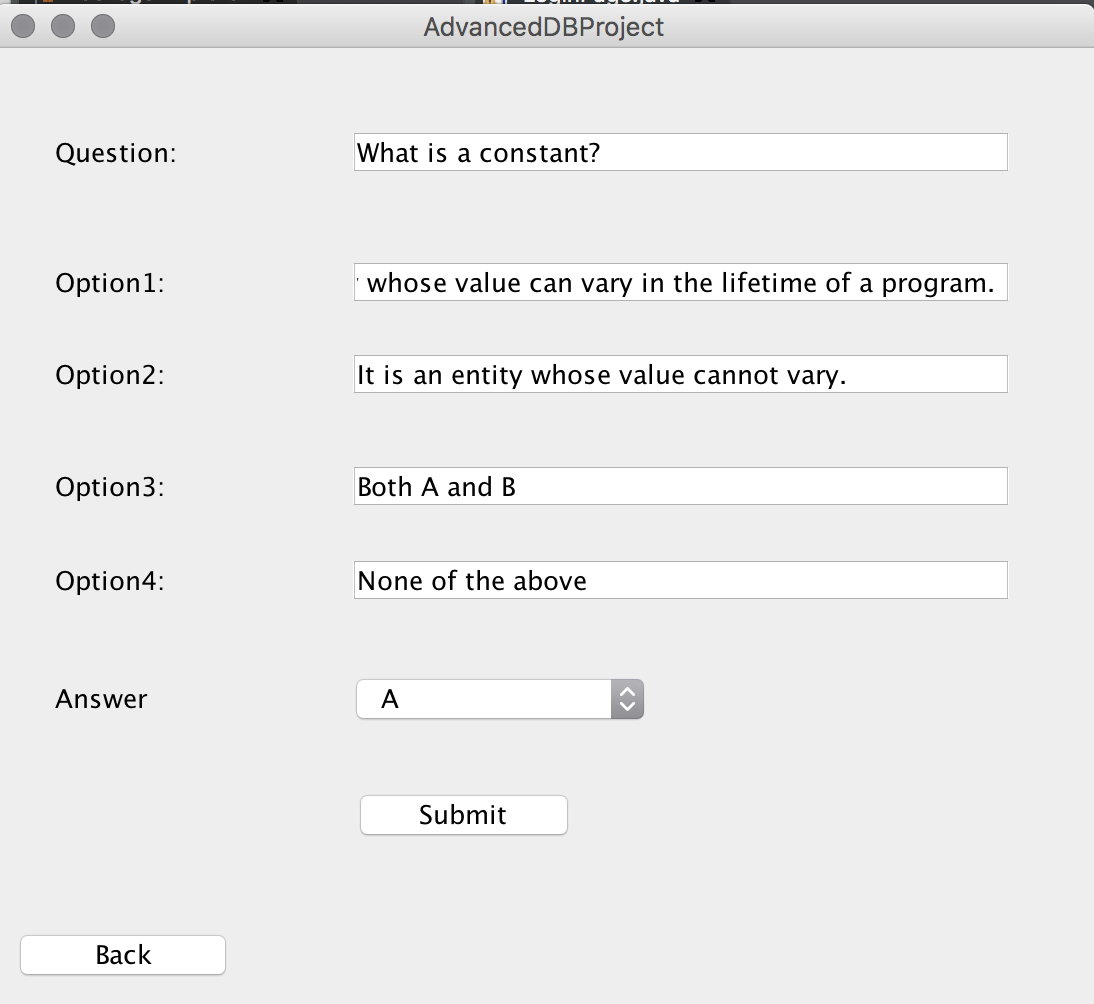 AdvancedDBProject
Question:
What is a constant?
Option1:
whose value can vary in the lifetime of a program.
Option2:
It is an entity whose value cannot vary.
Option3:
Both A and B
Option4:
None of the above
Answer
A
Submit
Back